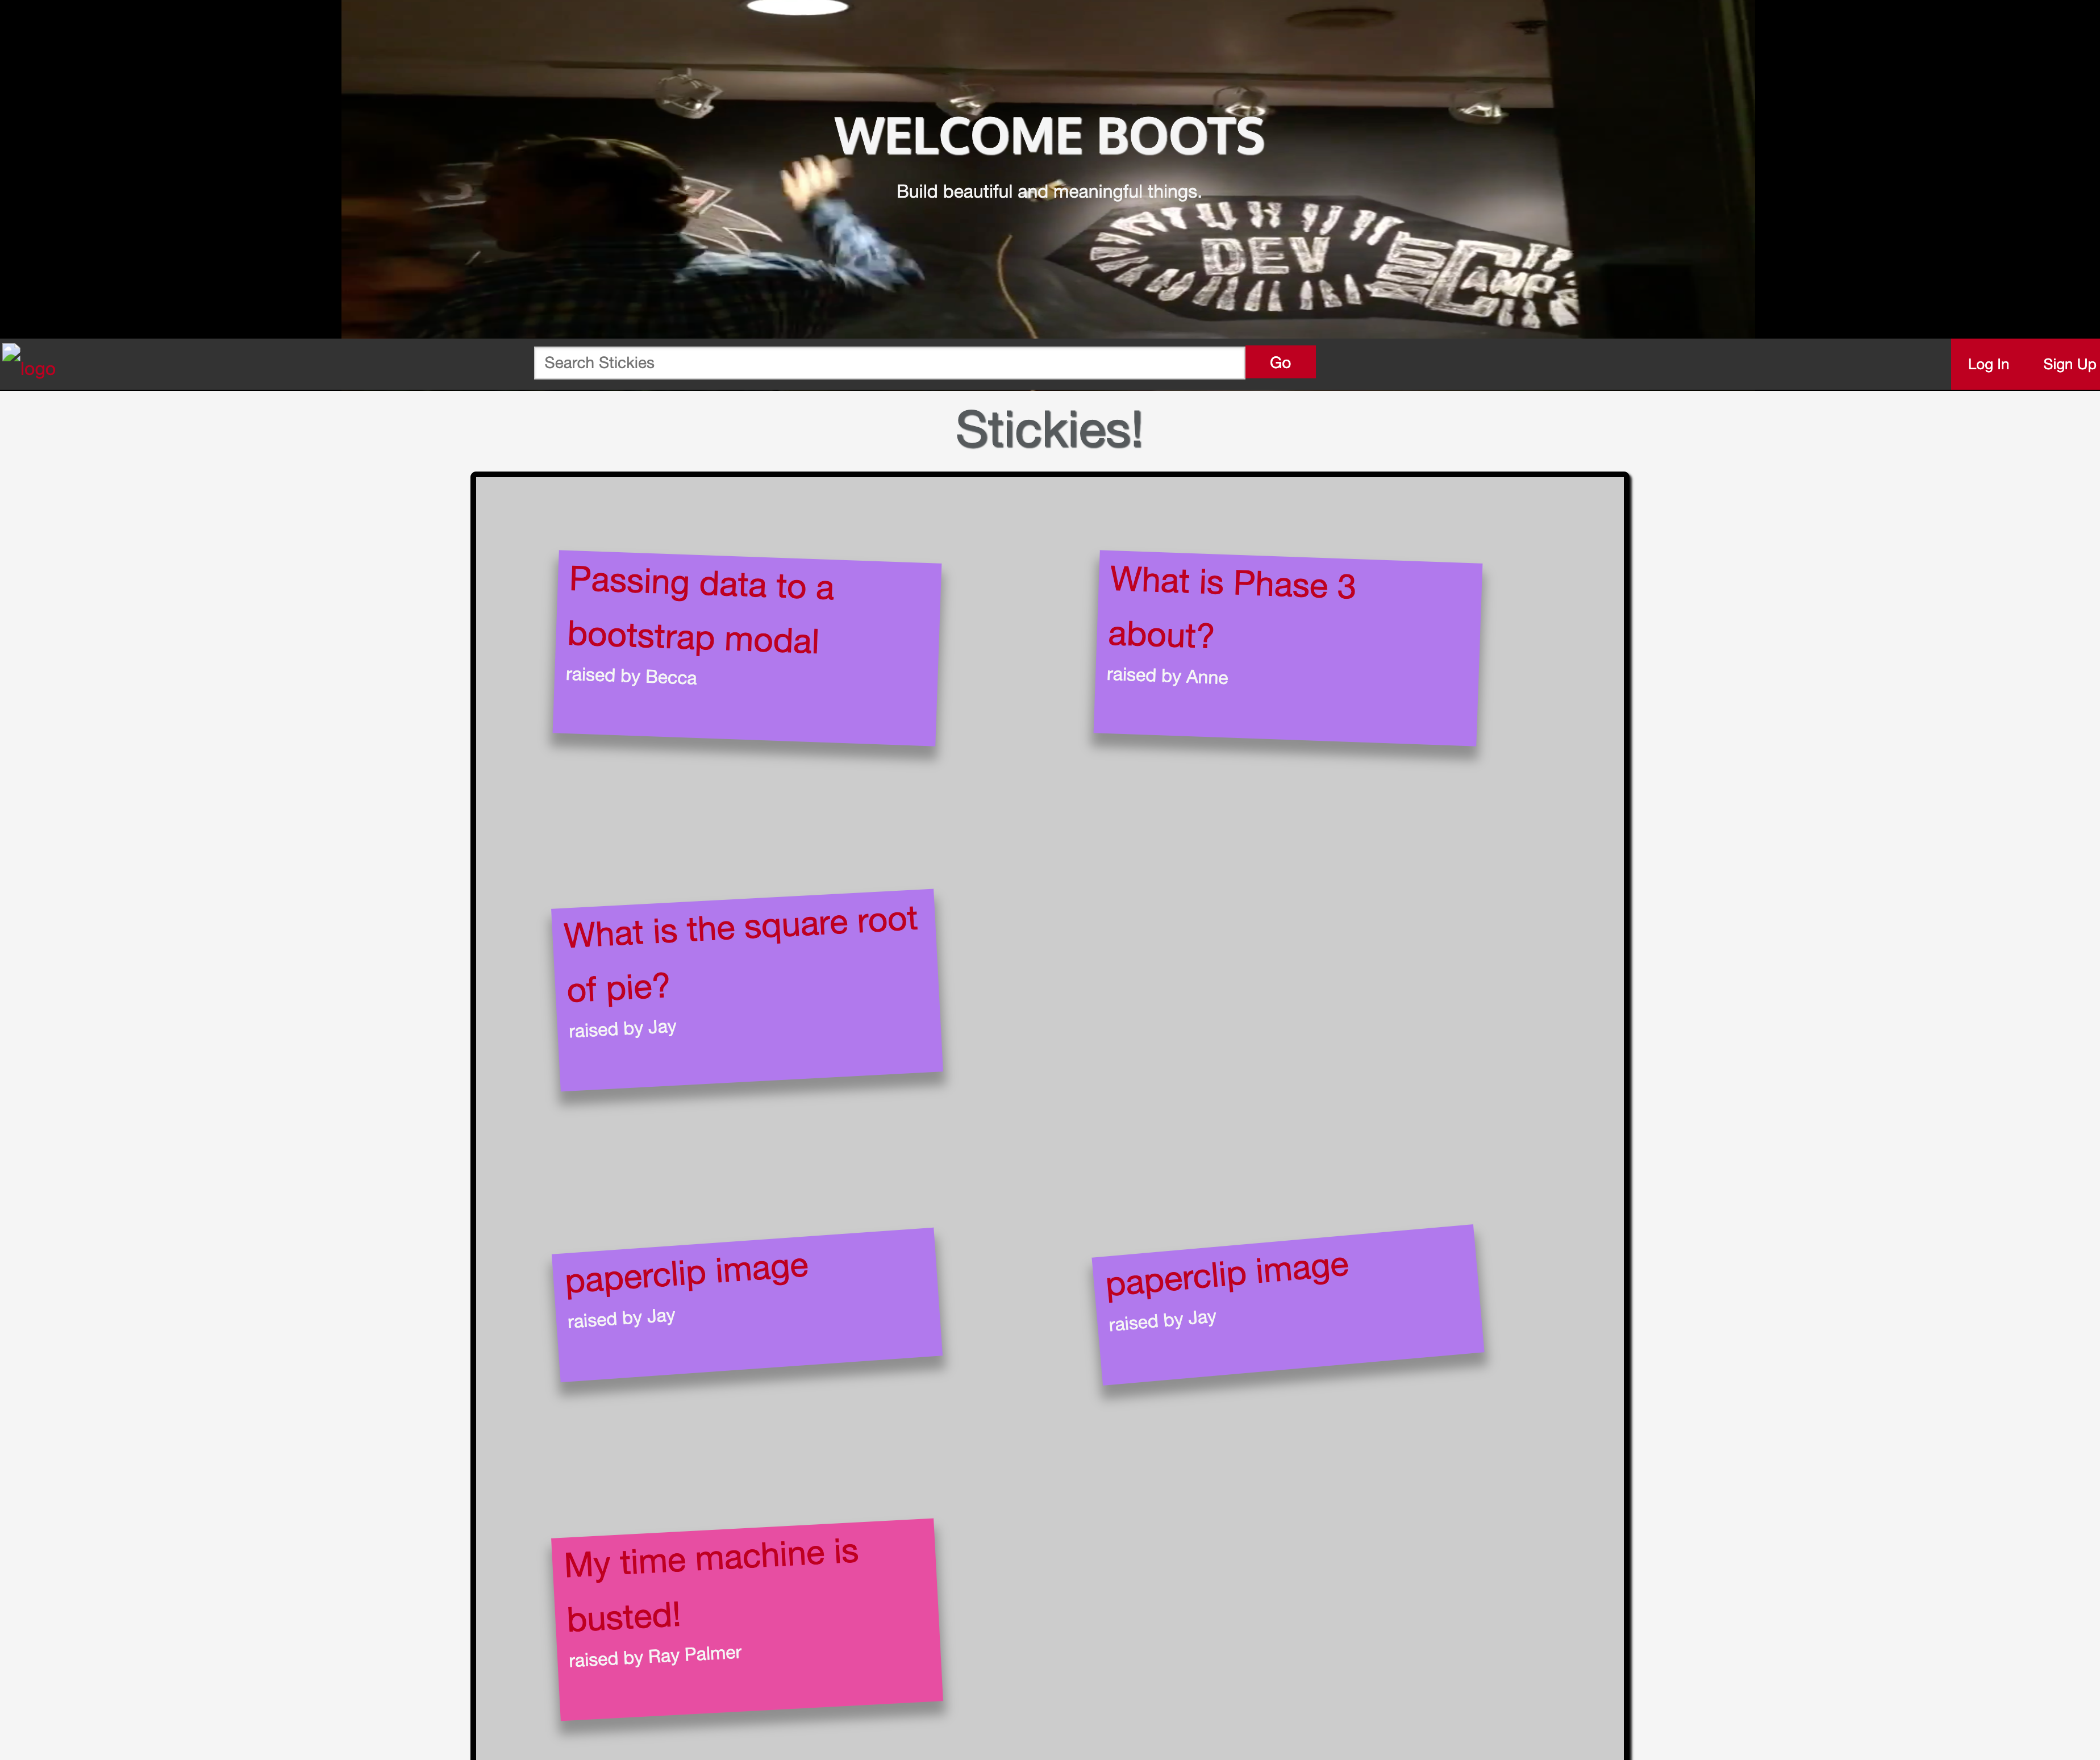 WELCOME BOOTS
Build beautiful and meaningful things.
DEV
BOOT
CAMP
logo
Search Stickies
Go
Log In
Sign Up
Stickies!
Passing data to a
bootstrap modal
raised by Becca
What is Phase 3
about?
raised by Anne
What is the square root
of pie?
raised by Jay
paperclip image
raised by Jay
paperclip image
raised by Jay
My time machine is
busted!
raised by Ray Palmer